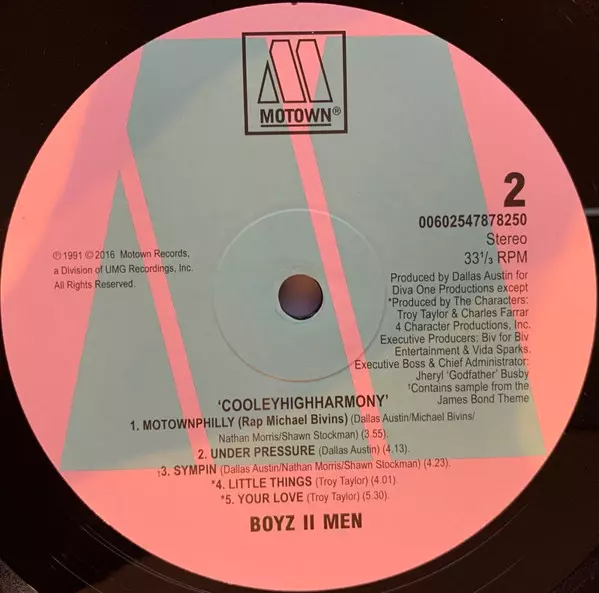 MOTOWN®
2
00602547878250
Stereo
33⅓ RPM
℗ 1991 © 2016 Motown Records,
a Division of UMG Recordings, Inc.
All Rights Reserved.
Produced by Dallas Austin for
Diva One Productions except
*Produced by The Characters:
Troy Taylor & Charles Farrar
4 Character Productions, Inc.
Executive Producers: Biv for Biv
Entertainment & Vida Sparks.
Executive Boss & Chief Administrator:
Jheryl 'Godfather' Busby
†Contains sample from the
James Bond Theme
'COOLEYHIGHHARMONY'
1. MOTOWNPHILLY (Rap Michael Bivins) (Dallas Austin/Michael Bivins/
Nathan Morris/Shawn Stockman) (3.55).
2. UNDER PRESSURE (Dallas Austin) (4.13).
†3. SYMPIN (Dallas Austin/Nathan Morris/Shawn Stockman) (4.23).
*4. LITTLE THINGS (Troy Taylor) (4.01).
*5. YOUR LOVE (Troy Taylor) (5.30).
BOYZ II MEN